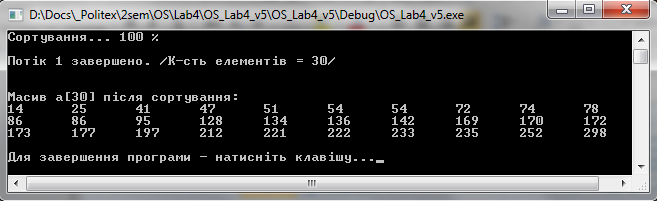 D:\Docs\_Politex\2sem\OS\Lab4\OS_Lab4_v5\OS_Lab4_v5\Debug\OS_Lab4_v5.exe
Сортування... 100 %
Потік 1 завершено. /К-сть елементів = 30/
Масив a[30] після сортування:
14 25 41 47 51 54 54 72 74 78
86 86 95 128 134 136 142 169 170 172
173 177 197 212 221 222 233 235 252 298
Для завершення програми - натисніть клавішу..._